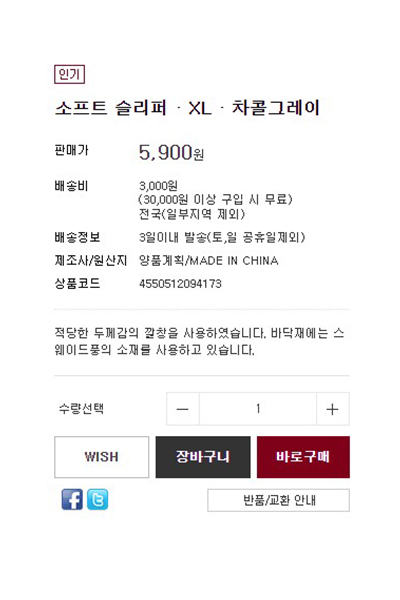 인기
소프트 슬리퍼 · XL · 차콜그레이
판매가 5,900원
배송비 3,000원
(30,000원 이상 구입 시 무료)
전국(일부지역 제외)
배송정보 3일이내 발송(토,일 공휴일제외)
제조사/원산지 양품계획/MADE IN CHINA
상품코드 4550512094173
적당한 두께감의 깔창을 사용하였습니다. 바닥재에는 스
웨이드풍의 소재를 사용하고 있습니다.
수량선택 — 1 +
WISH 장바구니 바로구매
반품/교환 안내